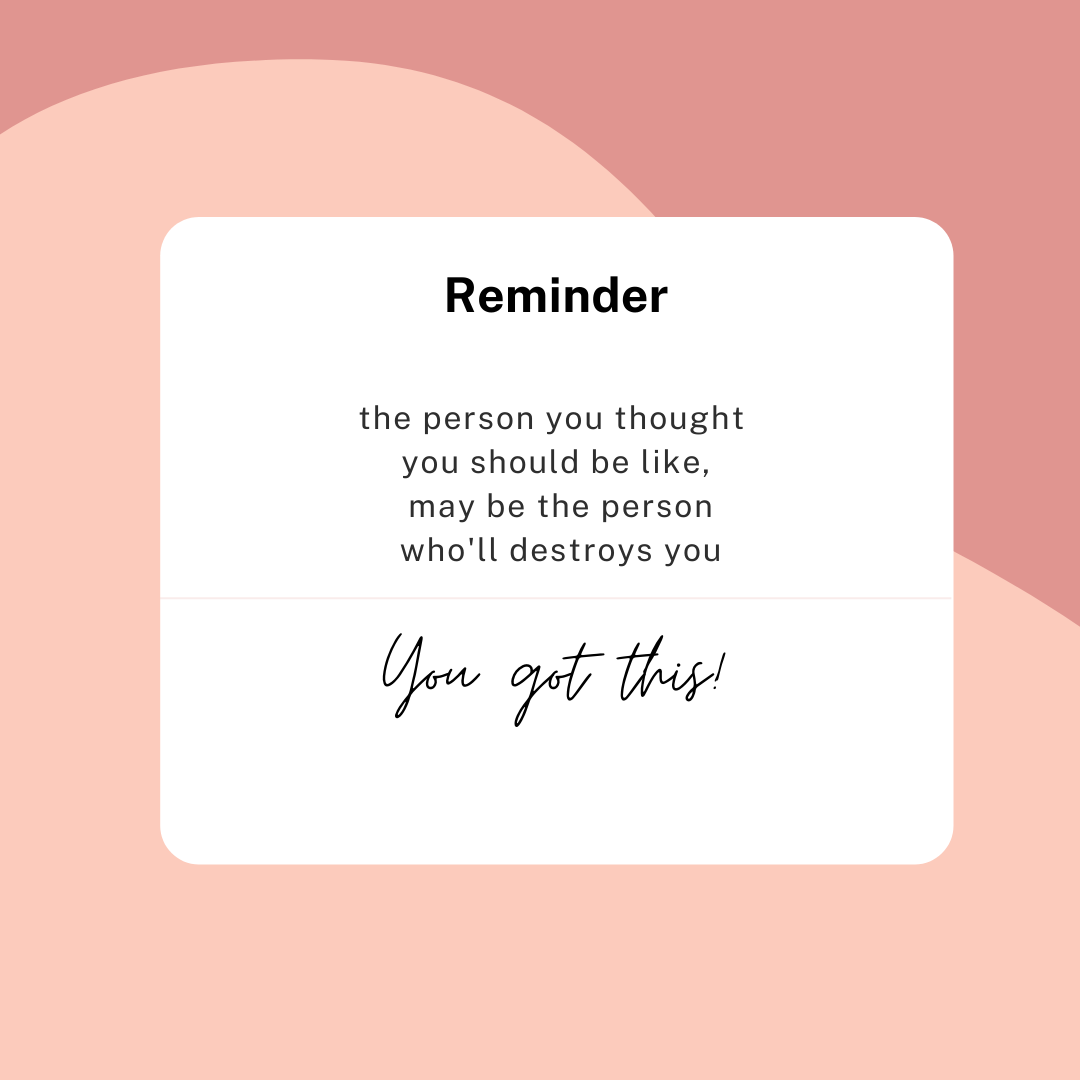 Reminder
the person you thought
you should be like,
may be the person
who'll destroys you
You got this!